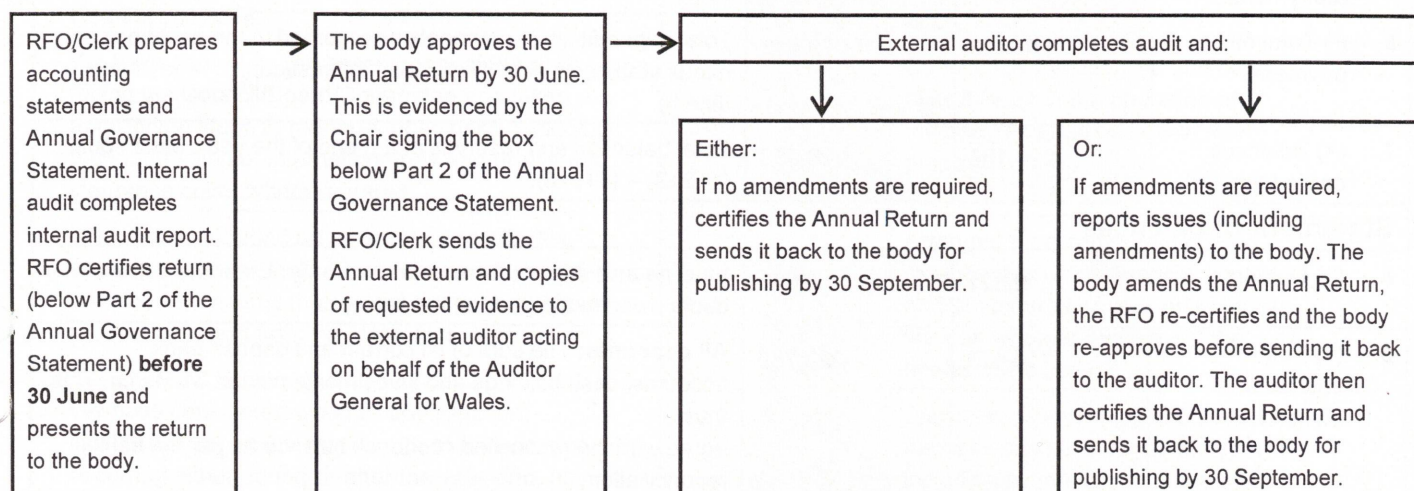 RFO/Clerk prepares
accounting
statements and
Annual Governance
Statement. Internal
audit completes
internal audit report.
RFO certifies return
(below Part 2 of the
Annual Governance
Statement) before
30 June and
presents the return
to the body.
The body approves the
Annual Return by 30 June.
This is evidenced by the
Chair signing the box
below Part 2 of the Annual
Governance Statement.
RFO/Clerk sends the
Annual Return and copies
of requested evidence to
the external auditor acting
on behalf of the Auditor
General for Wales.
External auditor completes audit and:
Either:
If no amendments are required,
certifies the Annual Return and
sends it back to the body for
publishing by 30 September.
Or:
If amendments are required,
reports issues (including
amendments) to the body. The
body amends the Annual Return,
the RFO re-certifies and the body
re-approves before sending it back
to the auditor. The auditor then
certifies the Annual Return and
sends it back to the body for
publishing by 30 September.